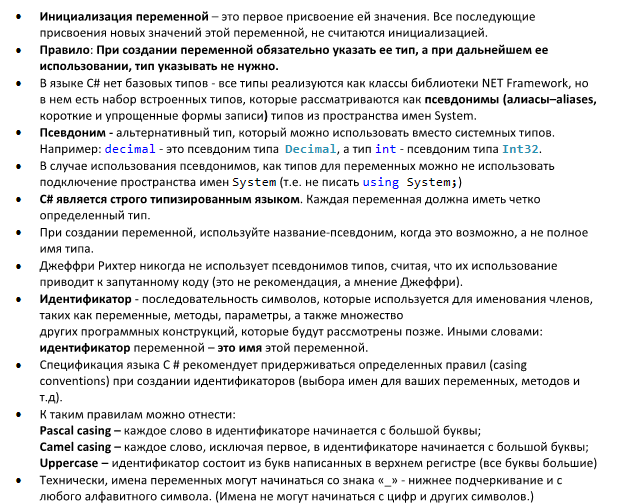 • Инициализация переменной – это первое присвоение ей значения. Все последующие
присвоения новых значений этой переменной, не считаются инициализацией.
• Правило: При создании переменной обязательно указать ее тип, а при дальнейшем ее
использовании, тип указывать не нужно.
• В языке C# нет базовых типов - все типы реализуются как классы библиотеки NET Framework, но
в нем есть набор встроенных типов, которые рассматриваются как псевдонимы (алиасы–aliases,
короткие и упрощенные формы записи) типов из пространства имен System.
• Псевдоним - альтернативный тип, который можно использовать вместо системных типов.
Например: decimal - это псевдоним типа Decimal, а тип int - псевдоним типа Int32.
• В случае использования псевдонимов, как типов для переменных можно не использовать
подключение пространства имен System (т.е. не писать using System;)
• C# является строго типизированным языком. Каждая переменная должна иметь четко
определенный тип.
• При создании переменной, используйте название-псевдоним, когда это возможно, а не полное
имя типа.
• Джеффри Рихтер никогда не использует псевдонимов типов, считая, что их использование
приводит к запутанному коду (это не рекомендация, а мнение Джеффри).
• Идентификатор - последовательность символов, которые используется для именования членов,
таких как переменные, методы, параметры, а также множество
других программных конструкций, которые будут рассмотрены позже. Иными словами:
идентификатор переменной – это имя этой переменной.
• Спецификация языка C # рекомендует придерживаться определенных правил (casing
conventions) при создании идентификаторов (выбора имен для ваших переменных, методов и
т.д).
• К таким правилам можно отнести:
Pascal casing – каждое слово в идентификаторе начинается с большой буквы;
Camel casing – каждое слово, исключая первое, в идентификаторе начинается с большой буквы;
Uppercase – идентификатор состоит из букв написанных в верхнем регистре (все буквы большие)
• Технически, имена переменных могут начинаться со знака «_» - нижнее подчеркивание и с
любого алфавитного символа. (Имена не могут начинаться с цифр и других символов.)